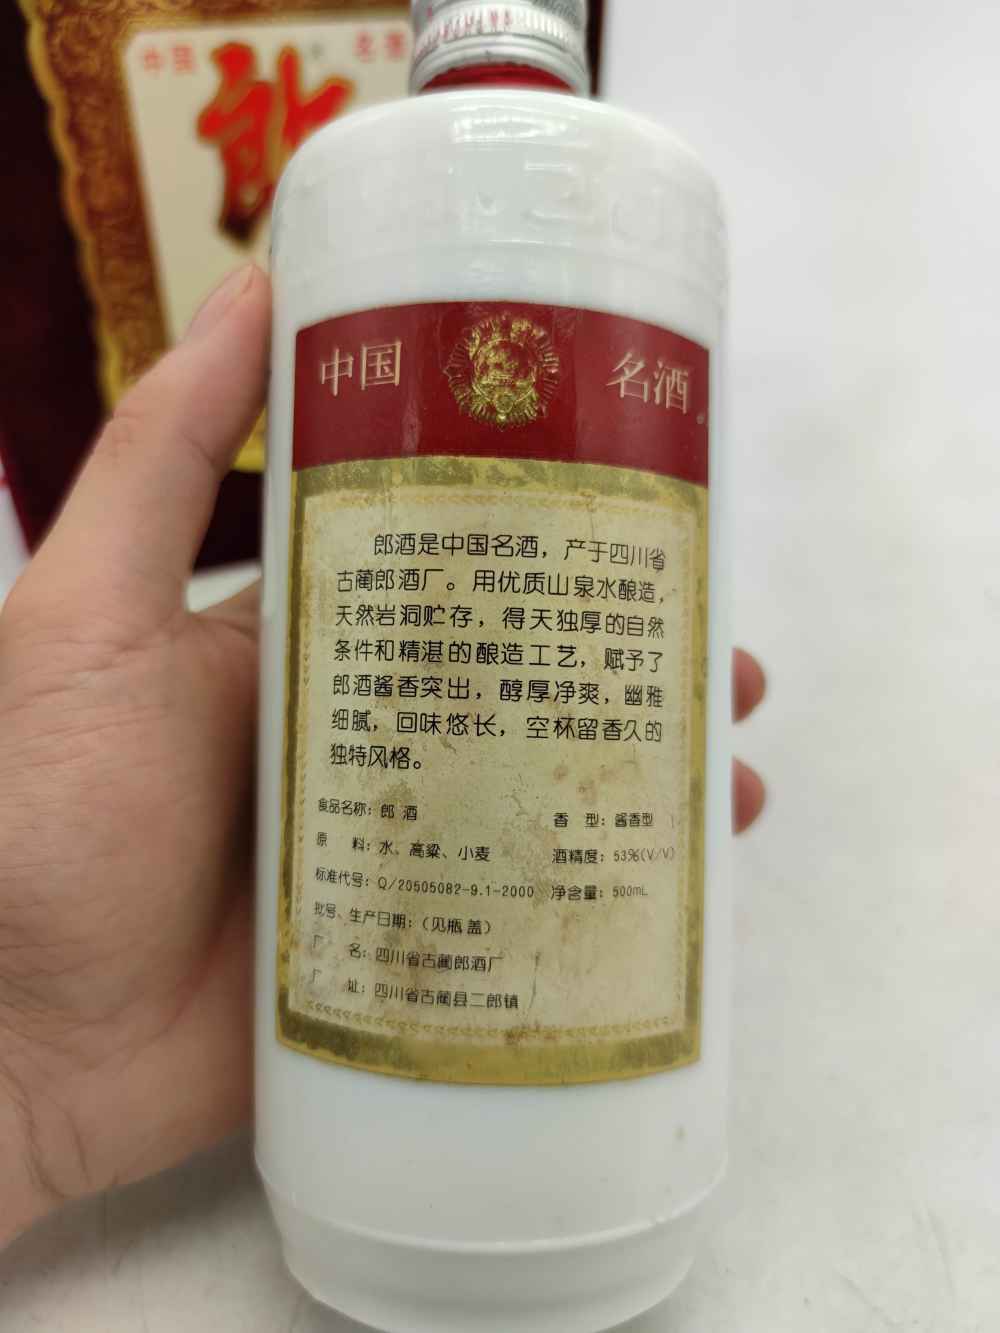 中国 郎 名酒
中国 名酒
郎酒是中国名酒，产于四川省
古蔺郎酒厂。用优质山泉水酿造，
天然岩洞贮存，得天独厚的自然
条件和精湛的酿造工艺，赋予了
郎酒酱香突出，醇厚净爽，幽雅
细腻，回味悠长，空杯留香久的
独特风格。
食品名称：郎 酒 香 型：酱香型
原 料：水、高粱、小麦 酒精度：53%(V/V)
标准代号：Q/20505082-9.1-2000 净含量：500mL
批号、生产日期：（见瓶盖）
厂 名：四川省古蔺郎酒厂
厂 址：四川省古蔺县二郎镇